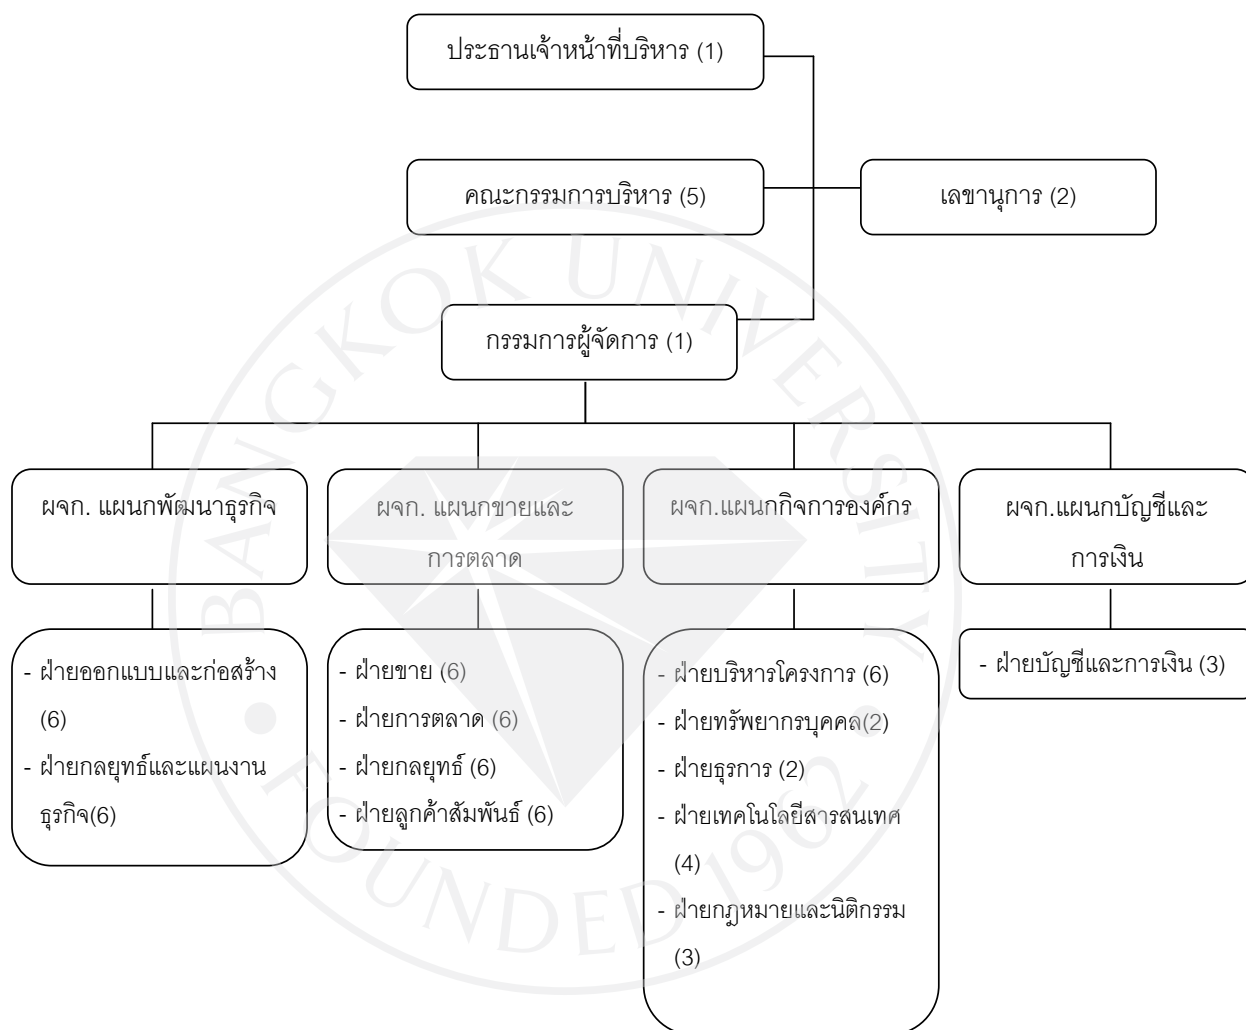 ประธานเจ้าหน้าที่บริหาร (1)
คณะกรรมการบริหาร (5)
เลขานุการ (2)
กรรมการผู้จัดการ (1)
ผจก. แผนกพัฒนาธุรกิจ
ผจก. แผนกขายและ
การตลาด
ผจก.แผนกกิจการองค์กร
ผจก.แผนกบัญชีและ
การเงิน
- ฝ่ายออกแบบและก่อสร้าง
(6)
- ฝ่ายกลยุทธ์และแผนงาน
ธุรกิจ(6)
- ฝ่ายขาย (6)
- ฝ่ายการตลาด (6)
- ฝ่ายกลยุทธ์ (6)
- ฝ่ายลูกค้าสัมพันธ์ (6)
- ฝ่ายบริหารโครงการ (6)
- ฝ่ายทรัพยากรบุคคล(2)
- ฝ่ายธุรการ (2)
- ฝ่ายเทคโนโลยีสารสนเทศ
(4)
- ฝ่ายกฎหมายและนิติกรรม
(3)
- ฝ่ายบัญชีและการเงิน (3)
BANGKOK UNIVERSITY
FOUNDED 1962